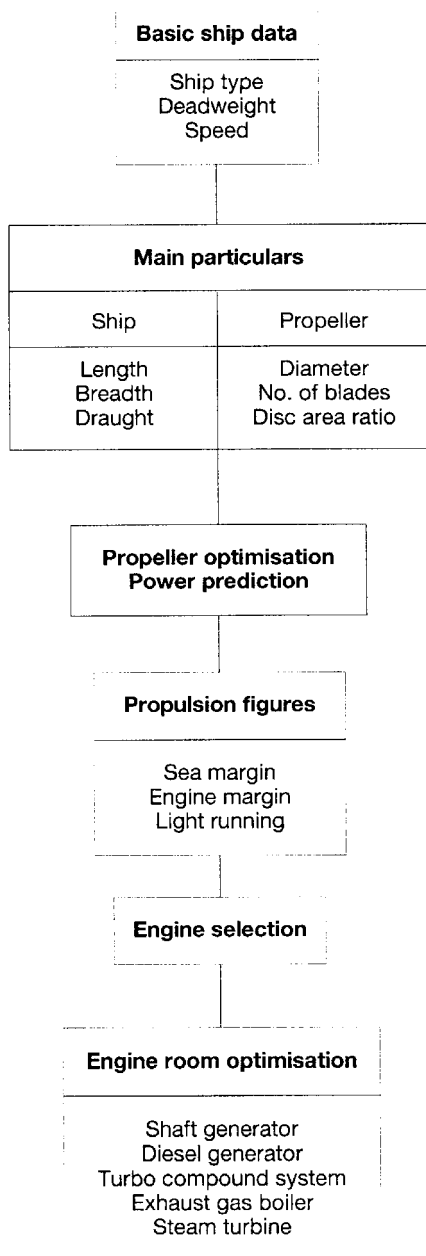 Basic ship data
Ship type
Deadweight
Speed
Main particulars
Ship
Propeller
Length
Breadth
Draught
Diameter
No. of blades
Disc area ratio
Propeller optimisation
Power prediction
Propulsion figures
Sea margin
Engine margin
Light running
Engine selection
Engine room optimisation
Shaft generator
Diesel generator
Turbo compound system
Exhaust gas boiler
Steam turbine